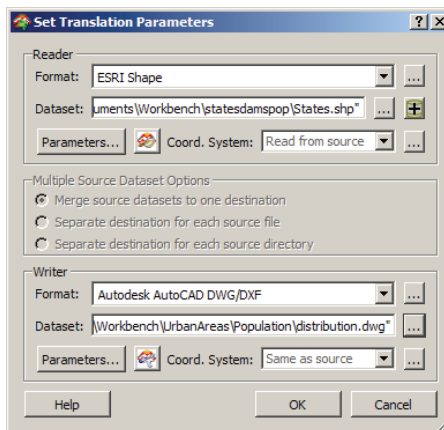 Set Translation Parameters
Reader
Format: ESRI Shape
Dataset: uments\Workbench\statesdamspop\States.shp"
Parameters... Coord. System: Read from source
Multiple Source Dataset Options
Merge source datasets to one destination
Separate destination for each source file
Separate destination for each source directory
Writer
Format: Autodesk AutoCAD DWG/DXF
Dataset: \Workbench\UrbanAreas\Population\distribution.dwg"
Parameters... Coord. System: Same as source
Help OK Cancel